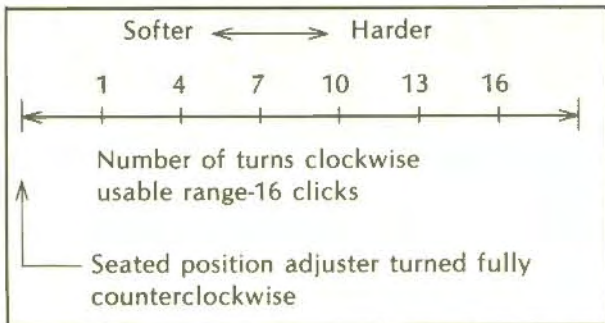 Softer Harder
1 4 7 10 13 16
Number of turns clockwise
usable range-16 clicks
Seated position adjuster turned fully
counterclockwise